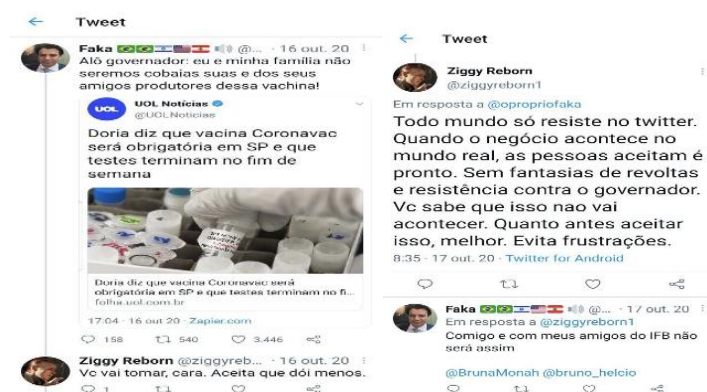 Tweet
Faka @... · 16 out. 20
Alô governador: eu e minha família não
seremos cobaias suas e dos seus
amigos produtores dessa vachina!
UOL
UOL Notícias
@UOLNoticias
Doria diz que vacina Coronavac
será obrigatória em SP e que
testes terminam no fim de
semana
Doria diz que vacina Coronavac será
obrigatória em SP e que testes terminam no fi...
folha.uol.com.br
17:04 · 16 out 20 · Zapier.com
158 540 3.446
Ziggy Reborn @ziggyreb... · 16 out. 20
Vc vai tomar, cara. Aceita que dói menos.
1
Tweet
Ziggy Reborn
@ziggyreborn1
Em resposta a @opropriofaka
Todo mundo só resiste no twitter.
Quando o negócio acontece no
mundo real, as pessoas aceitam é
pronto. Sem fantasias de revoltas
e resistência contra o governador.
Vc sabe que isso nao vai
acontecer. Quanto antes aceitar
isso, melhor. Evita frustrações.
8:35 · 17 out. 20 · Twitter for Android
Faka @... · 17 out. 20
Em resposta a @ziggyreborn1
Comigo e com meus amigos do IFB não
será assim
@BrunaMonah @bruno_helcio